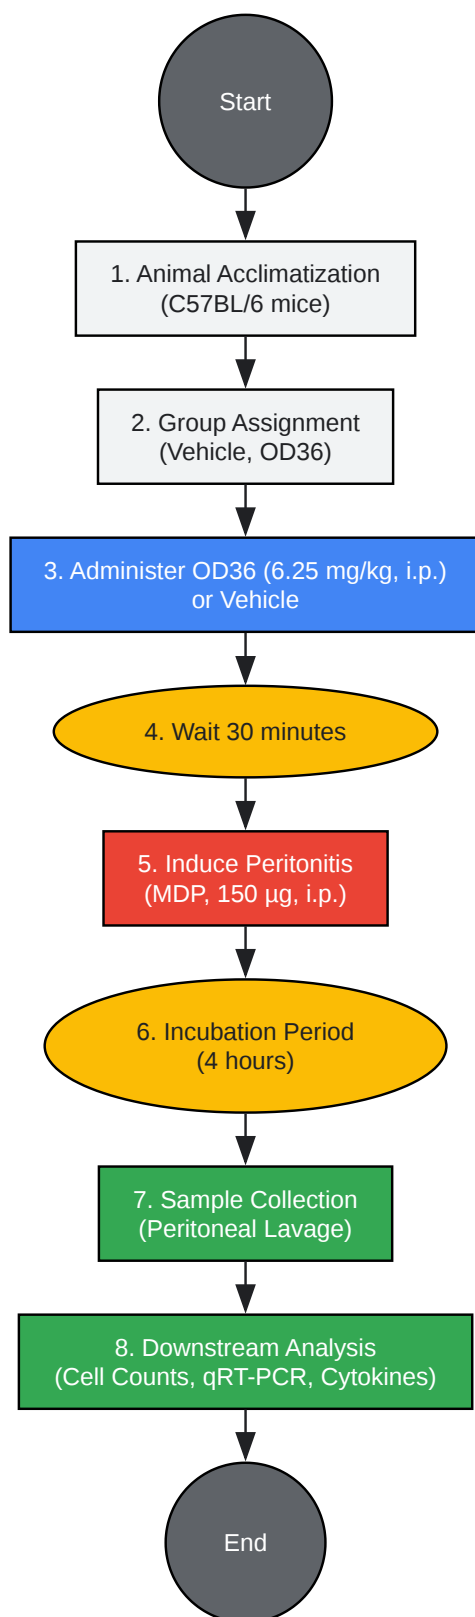 Start
1. Animal Acclimatization
(C57BL/6 mice)
2. Group Assignment
(Vehicle, OD36)
3. Administer OD36 (6.25 mg/kg, i.p.)
or Vehicle
4. Wait 30 minutes
5. Induce Peritonitis
(MDP, 150 µg, i.p.)
6. Incubation Period
(4 hours)
7. Sample Collection
(Peritoneal Lavage)
8. Downstream Analysis
(Cell Counts, qRT-PCR, Cytokines)
End